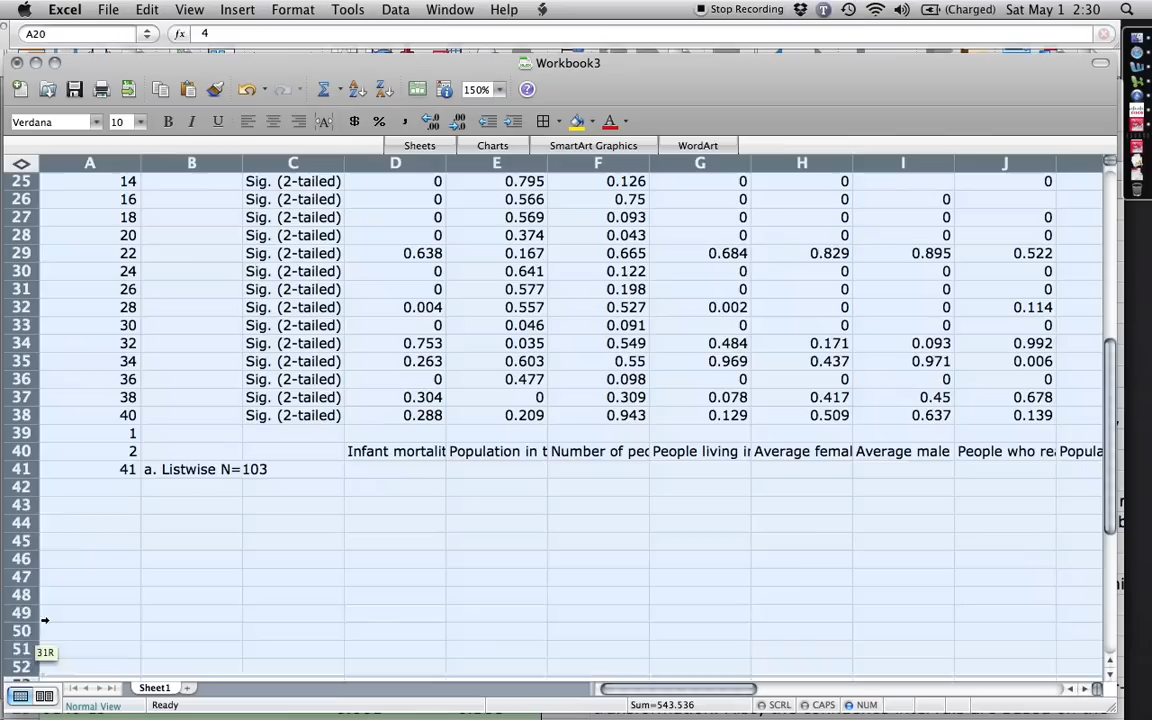 Excel File Edit View Insert Format Tools Data Window Help Stop Recording T (Charged) Sat May 1 2:30
A20 fx 4
Workbook3
150%
Verdana 10 B I U ABC $ % , A
Sheets Charts SmartArt Graphics WordArt
A B C D E F G H I J
25 14 Sig. (2-tailed) 0 0.795 0.126 0 0 0
26 16 Sig. (2-tailed) 0 0.566 0.75 0 0 0
27 18 Sig. (2-tailed) 0 0.569 0.093 0 0 0 0
28 20 Sig. (2-tailed) 0 0.374 0.043 0 0 0 0
29 22 Sig. (2-tailed) 0.638 0.167 0.665 0.684 0.829 0.895 0.522
30 24 Sig. (2-tailed) 0 0.641 0.122 0 0 0 0
31 26 Sig. (2-tailed) 0 0.577 0.198 0 0 0 0
32 28 Sig. (2-tailed) 0.004 0.557 0.527 0.002 0 0 0.114
33 30 Sig. (2-tailed) 0 0.046 0.091 0 0 0 0
34 32 Sig. (2-tailed) 0.753 0.035 0.549 0.484 0.171 0.093 0.992
35 34 Sig. (2-tailed) 0.263 0.603 0.55 0.969 0.437 0.971 0.006
36 36 Sig. (2-tailed) 0 0.477 0.098 0 0 0 0
37 38 Sig. (2-tailed) 0.304 0 0.309 0.078 0.417 0.45 0.678
38 40 Sig. (2-tailed) 0.288 0.209 0.943 0.129 0.509 0.637 0.139
39 1
40 2 Infant mortalit Population in t Number of peo People living in Average femal Average male People who rea Popula
41 41 a. Listwise N=103
42
43
44
45
46
47
48
49
50
51
31R
52
Sheet1
Normal View Ready Sum=543.536 SCRL CAPS NUM